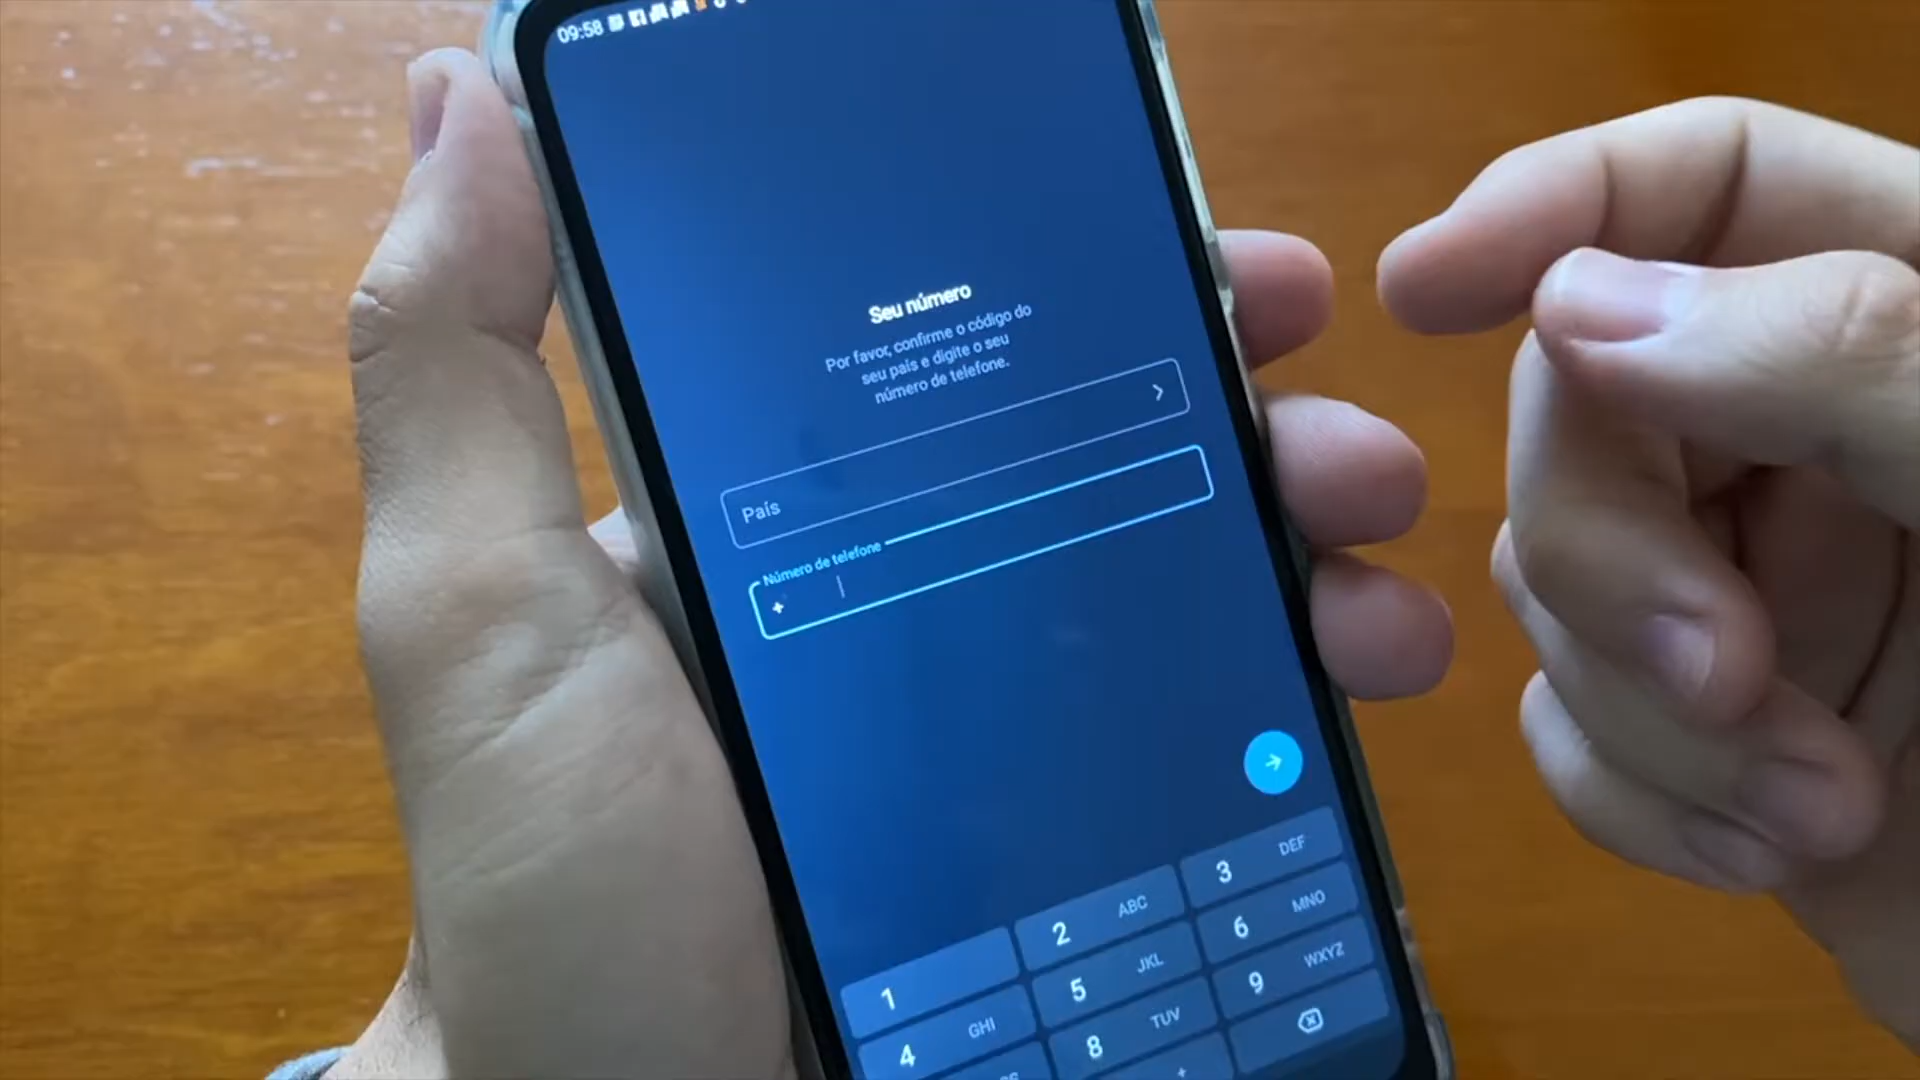 09:58
Seu número
Por favor, confirme o código do
seu país e digite o seu
número de telefone.
País
Número de telefone
+
1
2 ABC
3 DEF
4 GHI
5 JKL
6 MNO
8 TUV
9 WXYZ
+